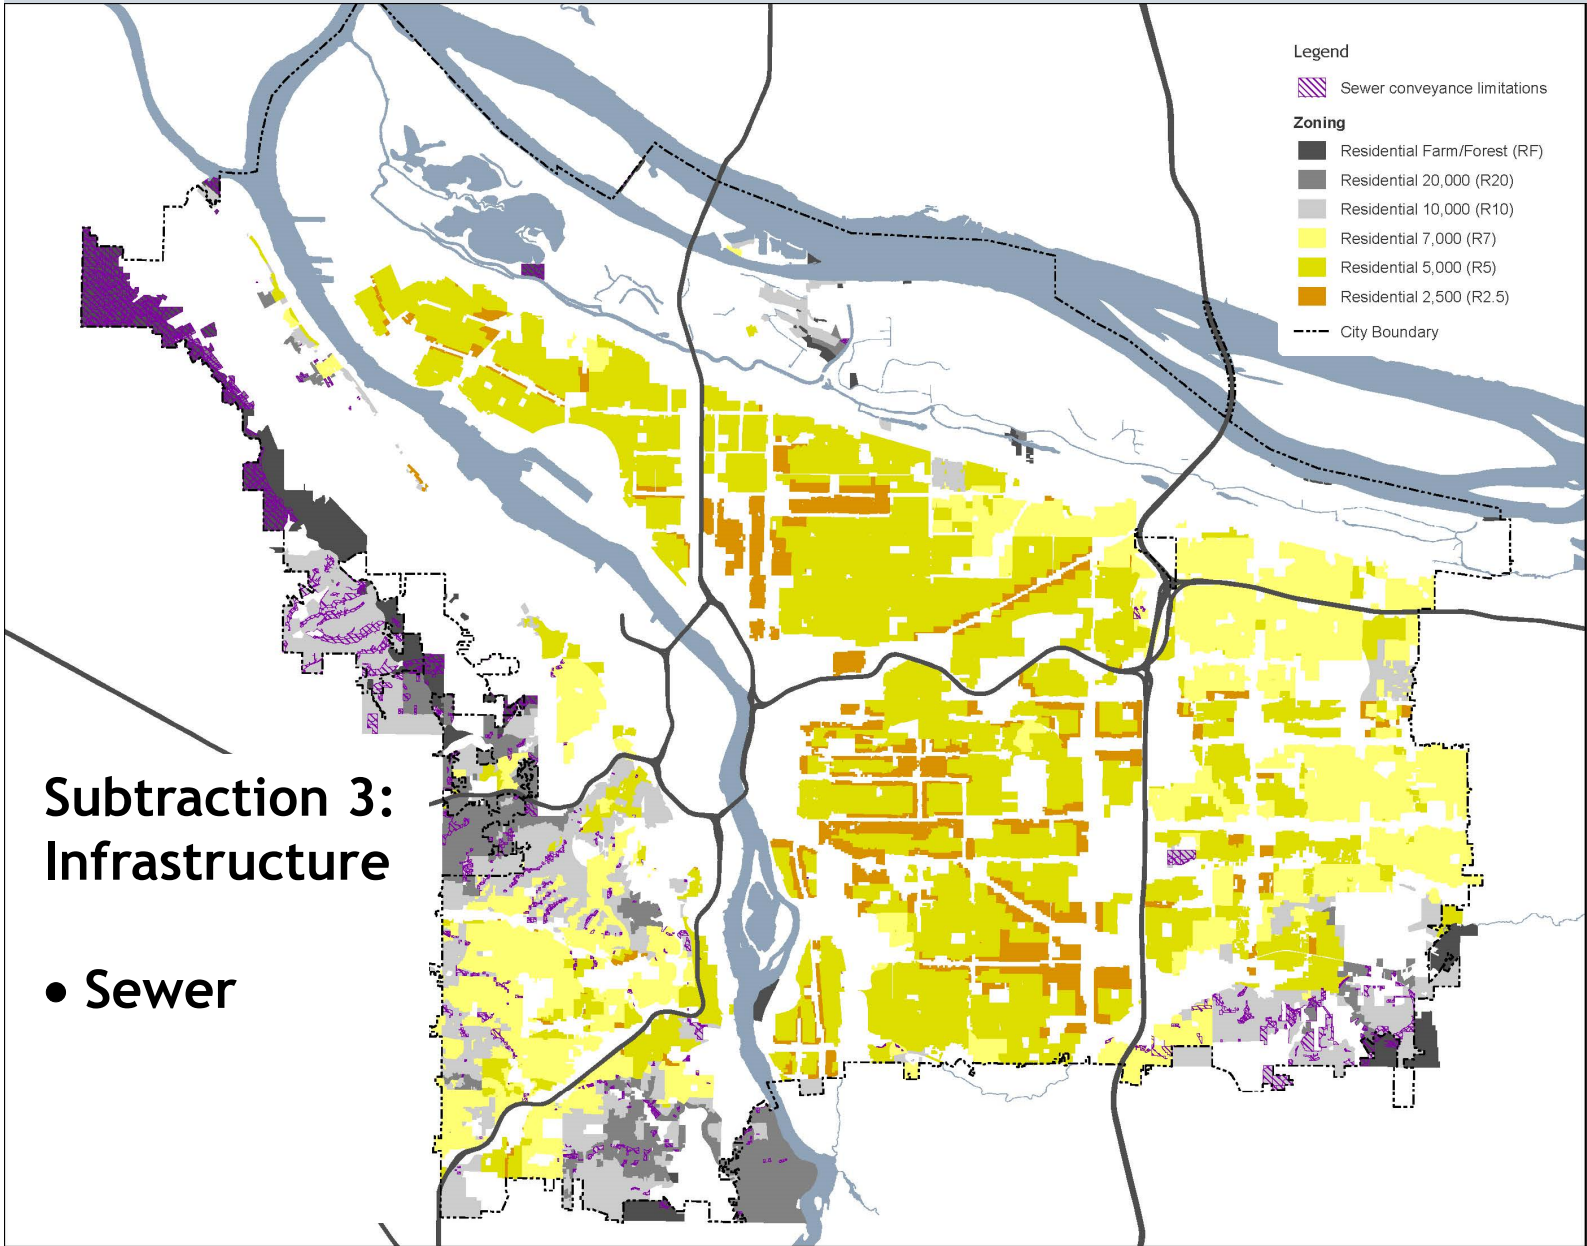 Legend
Sewer conveyance limitations
Zoning
Residential Farm/Forest (RF)
Residential 20,000 (R20)
Residential 10,000 (R10)
Residential 7,000 (R7)
Residential 5,000 (R5)
Residential 2,500 (R2.5)
City Boundary
Subtraction 3:
Infrastructure
• Sewer